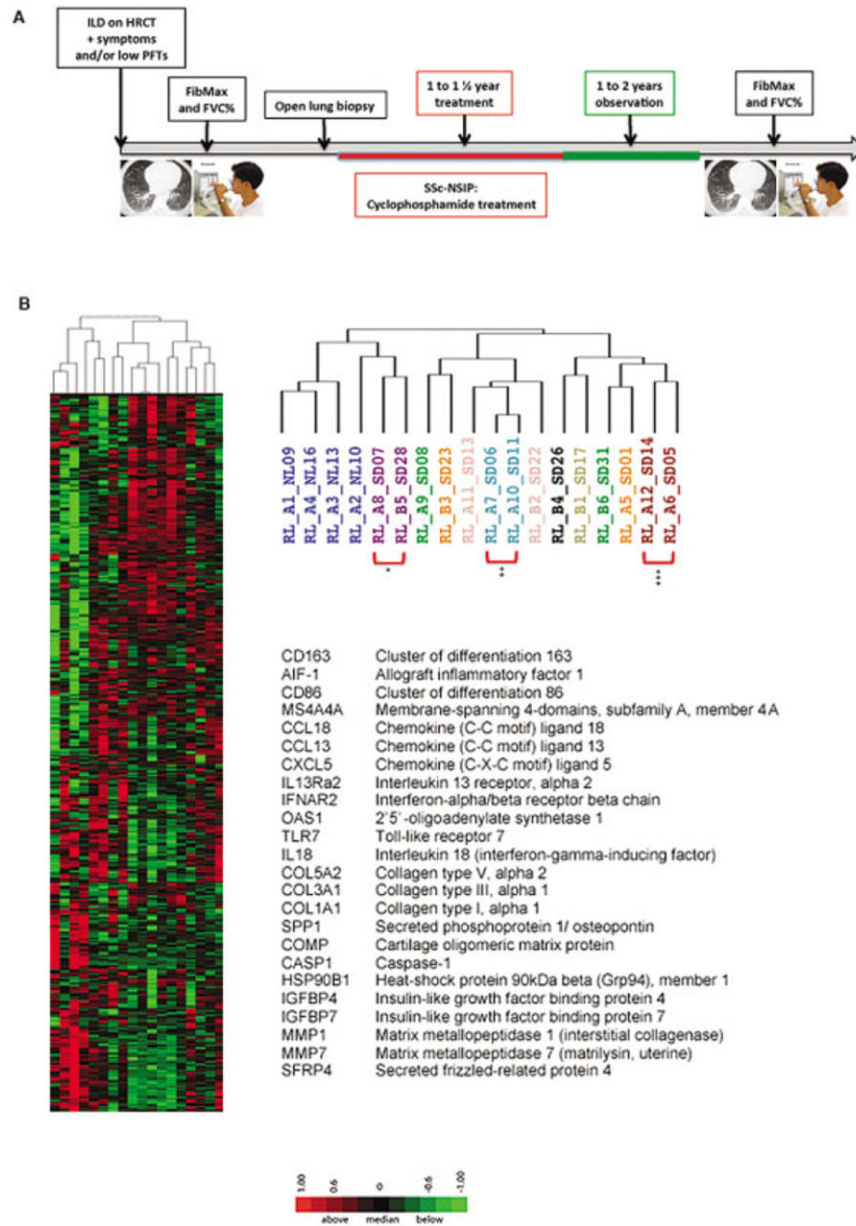 A
ILD on HRCT
+ symptoms
and/or low PFTs
FibMax
and FVC%
Open lung biopsy
1 to 1 ½ year
treatment
1 to 2 years
observation
FibMax
and FVC%
SSc-NSIP:
Cyclophosphamide treatment
B
RL_A1_NL09
RL_A4_NL16
RL_A3_NL13
RL_A2_NL10
RL_A8_SD07
RL_B5_SD28
RL_A9_SD08
RL_B3_SD23
RL_A11_SD13
RL_A7_SD06
RL_A10_SD11
RL_B2_SD22
RL_B4_SD26
RL_B1_SD17
RL_B6_SD31
RL_A5_SD01
RL_A12_SD14
RL_A6_SD05
* ** ***
CD163 Cluster of differentiation 163
AIF-1 Allograft inflammatory factor 1
CD86 Cluster of differentiation 86
MS4A4A Membrane-spanning 4-domains, subfamily A, member 4A
CCL18 Chemokine (C-C motif) ligand 18
CCL13 Chemokine (C-C motif) ligand 13
CXCL5 Chemokine (C-X-C motif) ligand 5
IL13Ra2 Interleukin 13 receptor, alpha 2
IFNAR2 Interferon-alpha/beta receptor beta chain
OAS1 2'5'-oligoadenylate synthetase 1
TLR7 Toll-like receptor 7
IL18 Interleukin 18 (interferon-gamma-inducing factor)
COL5A2 Collagen type V, alpha 2
COL3A1 Collagen type III, alpha 1
COL1A1 Collagen type I, alpha 1
SPP1 Secreted phosphoprotein 1/ osteopontin
COMP Cartilage oligomeric matrix protein
CASP1 Caspase-1
HSP90B1 Heat-shock protein 90kDa beta (Grp94), member 1
IGFBP4 Insulin-like growth factor binding protein 4
IGFBP7 Insulin-like growth factor binding protein 7
MMP1 Matrix metallopeptidase 1 (interstitial collagenase)
MMP7 Matrix metallopeptidase 7 (matrilysin, uterine)
SFRP4 Secreted frizzled-related protein 4
1.00 0.6 0 -0.6 -1.00
above median below